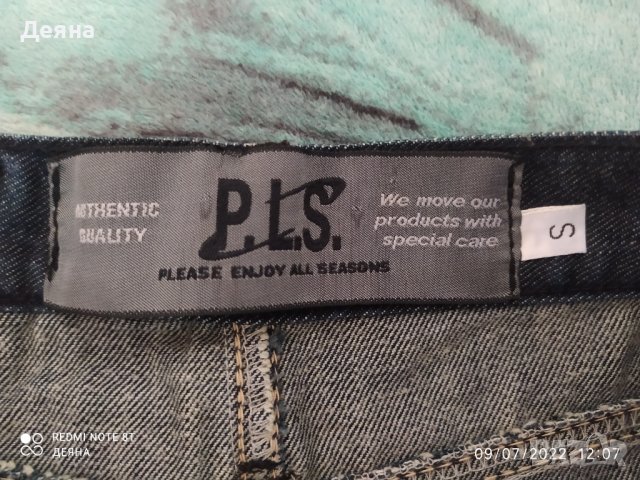 Деяна
AUTHENTIC
QUALITY
P.L.S.
PLEASE ENJOY ALL SEASONS
We move our
products with
special care
S
REDMI NOTE 8T
ДЕЯНА
09/07/2022 12:07